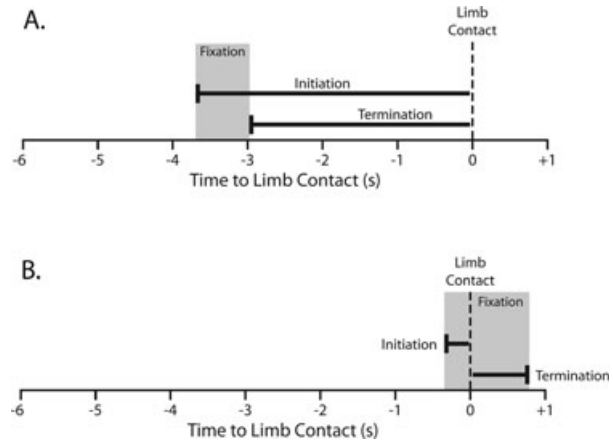 A.
Limb
Contact
Fixation
Initiation
Termination
-6 -5 -4 -3 -2 -1 0 +1
Time to Limb Contact (s)
B.
Limb
Contact
Fixation
Initiation
Termination
-6 -5 -4 -3 -2 -1 0 +1
Time to Limb Contact (s)